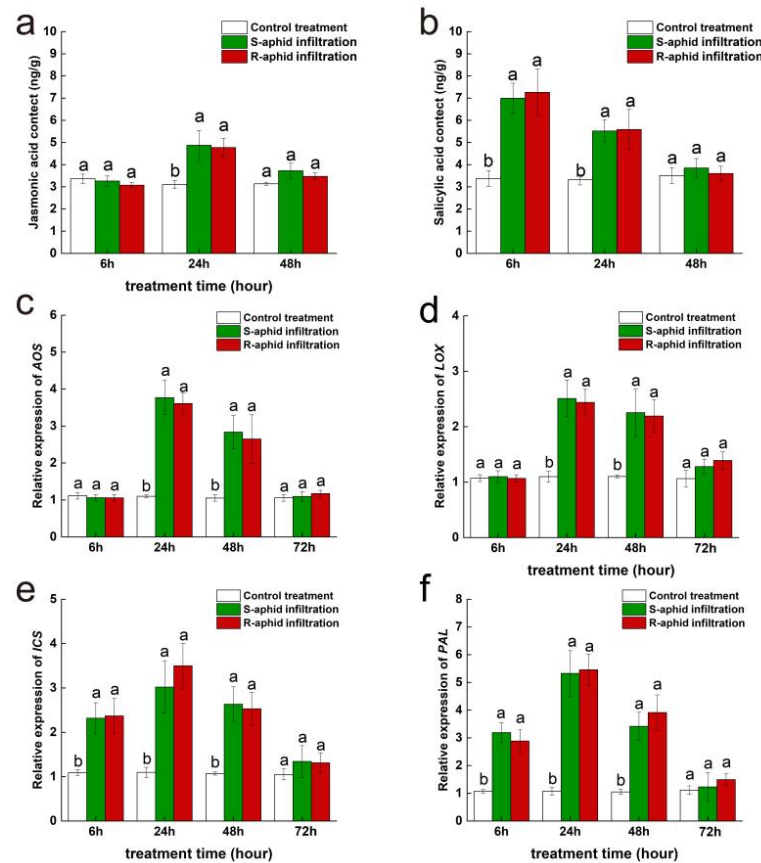 a
Control treatment
S-aphid infiltration
R-aphid infiltration
Jasmonic acid contect (ng/g)
10
9
8
7
6
5
4
3
2
1
0
a a a
b a a
a a a
6h 24h 48h
treatment time (hour)
b
Control treatment
S-aphid infiltration
R-aphid infiltration
Salicylic acid contect (ng/g)
10
9
8
7
6
5
4
3
2
1
0
b a a
b a a
a a a
6h 24h 48h
c
Control treatment
S-aphid infiltration
R-aphid infiltration
Relative expression of AOS
6
5
4
3
2
1
0
a a a
b a a
b a a
a a a
6h 24h 48h 72h
treatment time (hour)
d
Control treatment
S-aphid infiltration
R-aphid infiltration
Relative expression of LOX
4
3
2
1
0
a a a
b a a
b a a
a a a
6h 24h 48h 72h
treatment time (hour)
e
Control treatment
S-aphid infiltration
R-aphid infiltration
Relative expression of ICS
5
4
3
2
1
0
b a a
b a a
b a a
a a a
6h 24h 48h 72h
treatment time (hour)
f
Control treatment
S-aphid infiltration
R-aphid infiltration
Relative expression of PAL
8
7
6
5
4
3
2
1
0
b a a
b a a
b a a
a a a
6h 24h 48h 72h
treatment time (hour)